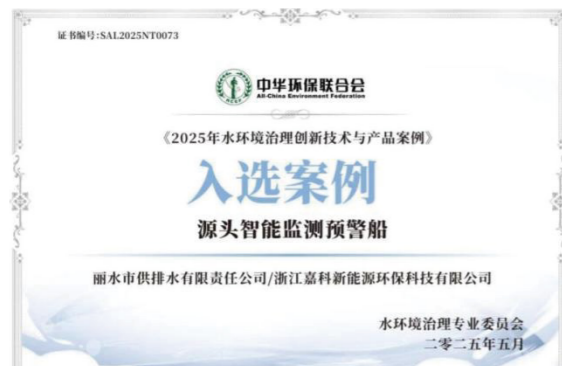 证书编号:SAL2025NT0073
中华环保联合会
All-China Environment Federation
《2025年水环境治理创新技术与产品案例》
入选案例
源头智能监测预警船
丽水市供排水有限责任公司/浙江嘉科新能源环保科技有限公司
水环境治理专业委员会
二零二五年五月